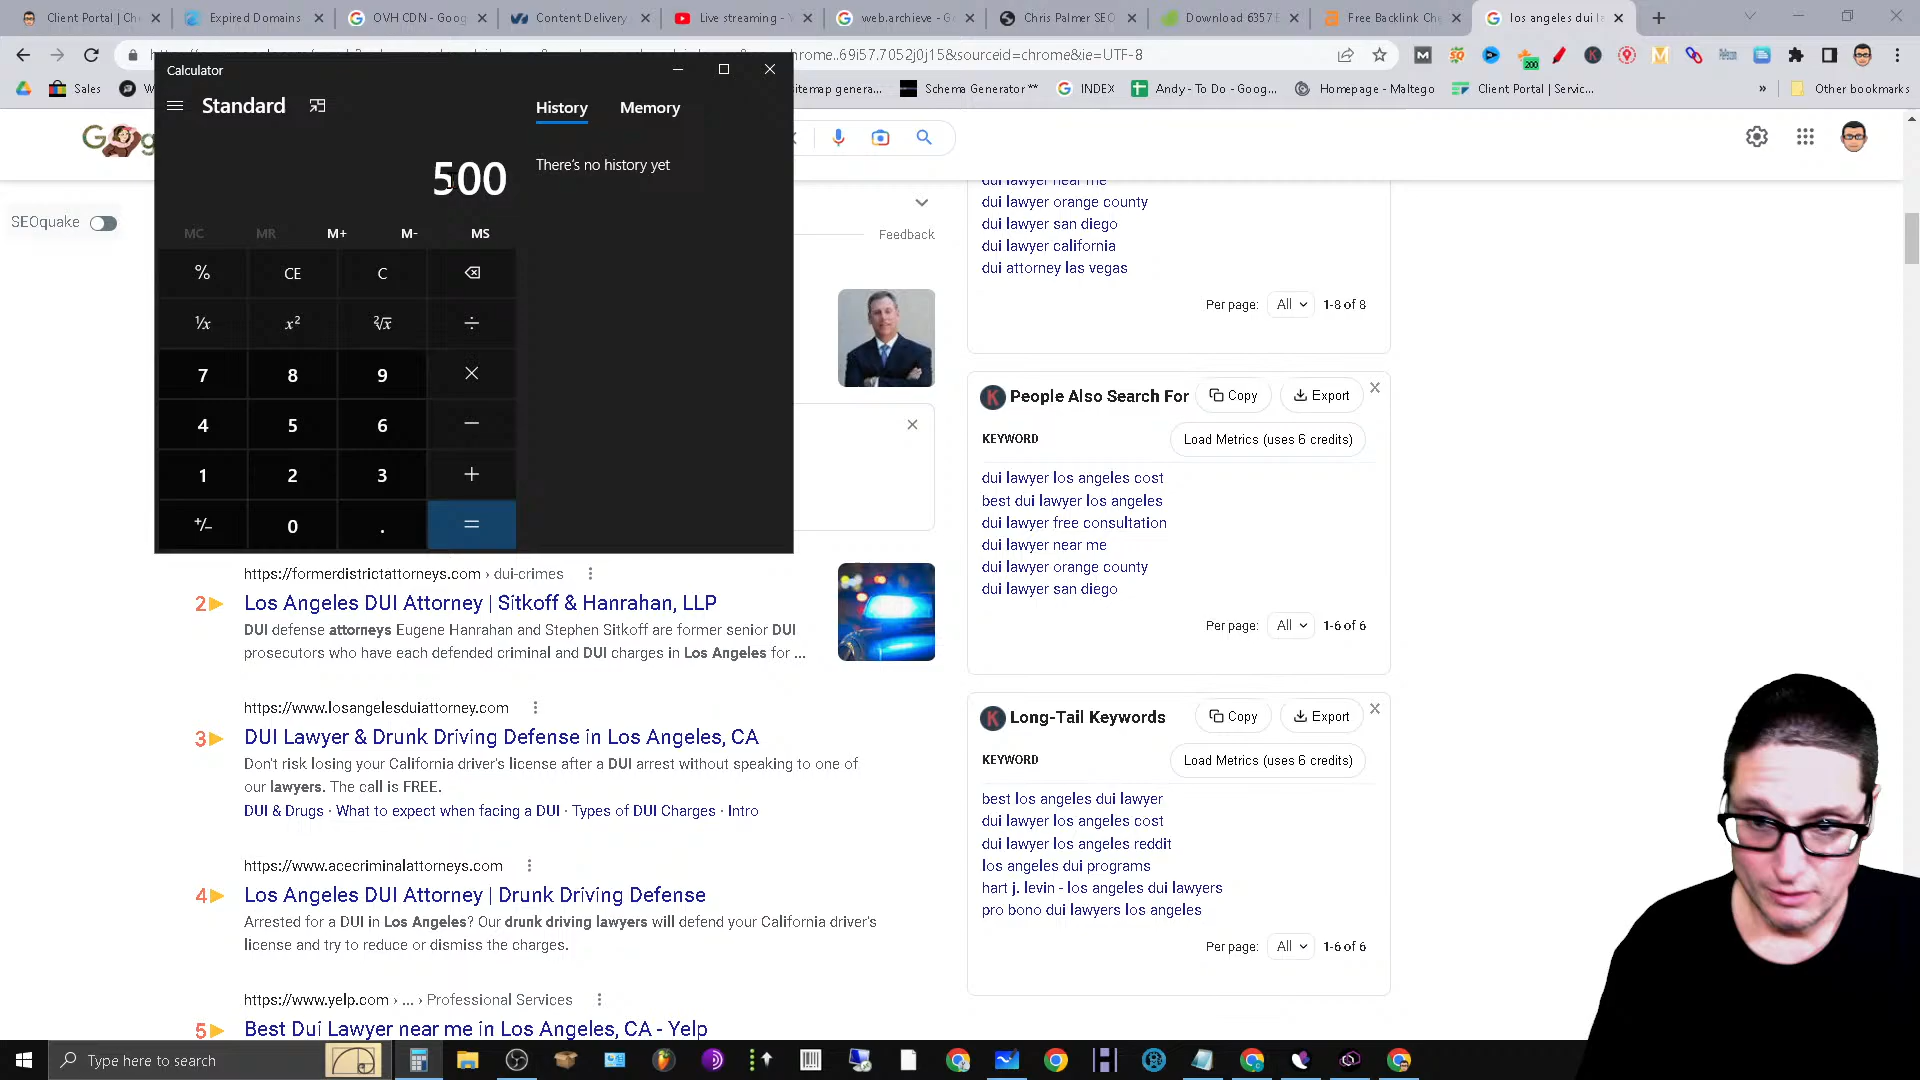 Client Portal | Ch
Expired Domains
OVH CDN - Goog
Content Delivery
Live streaming - Y
web.archieve - G
Chris Palmer SEO
Download 6357 E
Free Backlink Che
los angeles dui l
chrome..69i57.7052j0j15&sourceid=chrome&ie=UTF-8
200
Sales
sitemap genera...
Schema Generator **
INDEX
Andy - To Do - Goog...
Homepage - Maltego
Client Portal | Servic...
»
Other bookmarks
Calculator
Standard
History
Memory
500
There's no history yet
MC MR M+ M- MS
% CE C
¹/x x² ²√x ÷
7 8 9 ×
4 5 6 −
1 2 3 +
+/− 0 . =
SEOquake
Feedback
dui lawyer near me
dui lawyer orange county
dui lawyer san diego
dui lawyer california
dui attorney las vegas
Per page: All 1-8 of 8
K People Also Search For Copy Export
KEYWORD Load Metrics (uses 6 credits)
dui lawyer los angeles cost
best dui lawyer los angeles
dui lawyer free consultation
dui lawyer near me
dui lawyer orange county
dui lawyer san diego
Per page: All 1-6 of 6
K Long-Tail Keywords Copy Export
KEYWORD Load Metrics (uses 6 credits)
best los angeles dui lawyer
dui lawyer los angeles cost
dui lawyer los angeles reddit
los angeles dui programs
hart j. levin - los angeles dui lawyers
pro bono dui lawyers los angeles
Per page: All 1-6 of 6
https://formerdistrictattorneys.com › dui-crimes
2 Los Angeles DUI Attorney | Sitkoff & Hanrahan, LLP
DUI defense attorneys Eugene Hanrahan and Stephen Sitkoff are former senior DUI
prosecutors who have each defended criminal and DUI charges in Los Angeles for ...
https://www.losangelesduiattorney.com
3 DUI Lawyer & Drunk Driving Defense in Los Angeles, CA
Don't risk losing your California driver's license after a DUI arrest without speaking to one of
our lawyers. The call is FREE.
DUI & Drugs · What to expect when facing a DUI · Types of DUI Charges · Intro
https://www.acecriminalattorneys.com
4 Los Angeles DUI Attorney | Drunk Driving Defense
Arrested for a DUI in Los Angeles? Our drunk driving lawyers will defend your California driver's
license and try to reduce or dismiss the charges.
https://www.yelp.com › ... › Professional Services
5 Best Dui Lawyer near me in Los Angeles, CA - Yelp
Type here to search